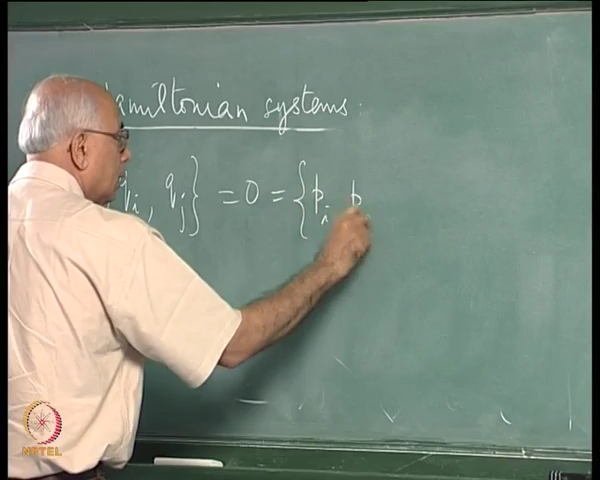 amiltonian systems:
q_i, q_j} = 0 = {p_i p
NPTEL